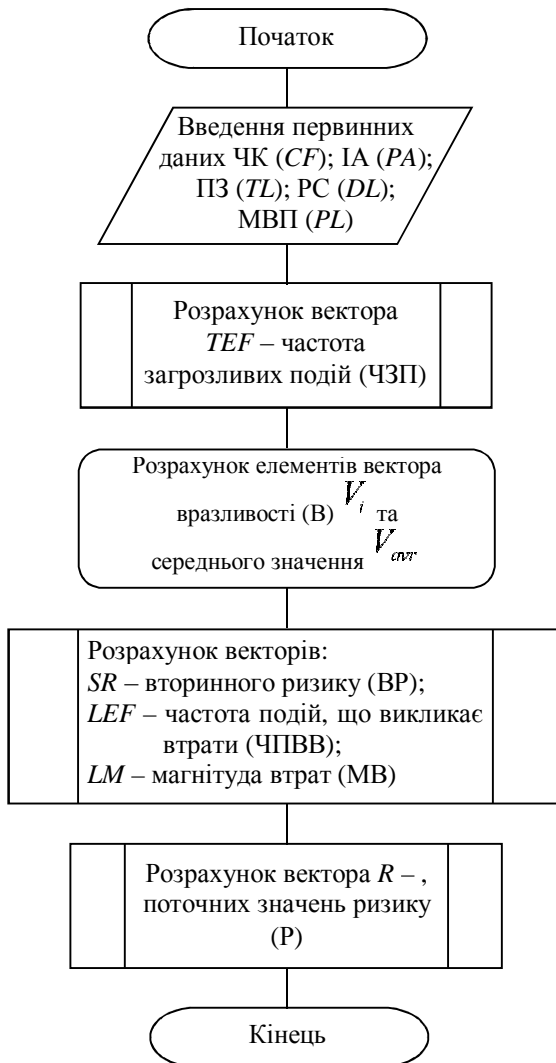 Початок
Введення первинних
даних ЧК (CF); ІА (PA);
ПЗ (TL); РС (DL);
МВП (PL)
Розрахунок вектора
TEF – частота
загрозливих подій (ЧЗП)
Розрахунок елементів вектора
вразливості (В) Vi та
середнього значення Vavr
Розрахунок векторів:
SR – вторинного ризику (ВР);
LEF – частота подій, що викликає
втрати (ЧПВВ);
LM – магнітуда втрат (МВ)
Розрахунок вектора R – ,
поточних значень ризику
(Р)
Кінець